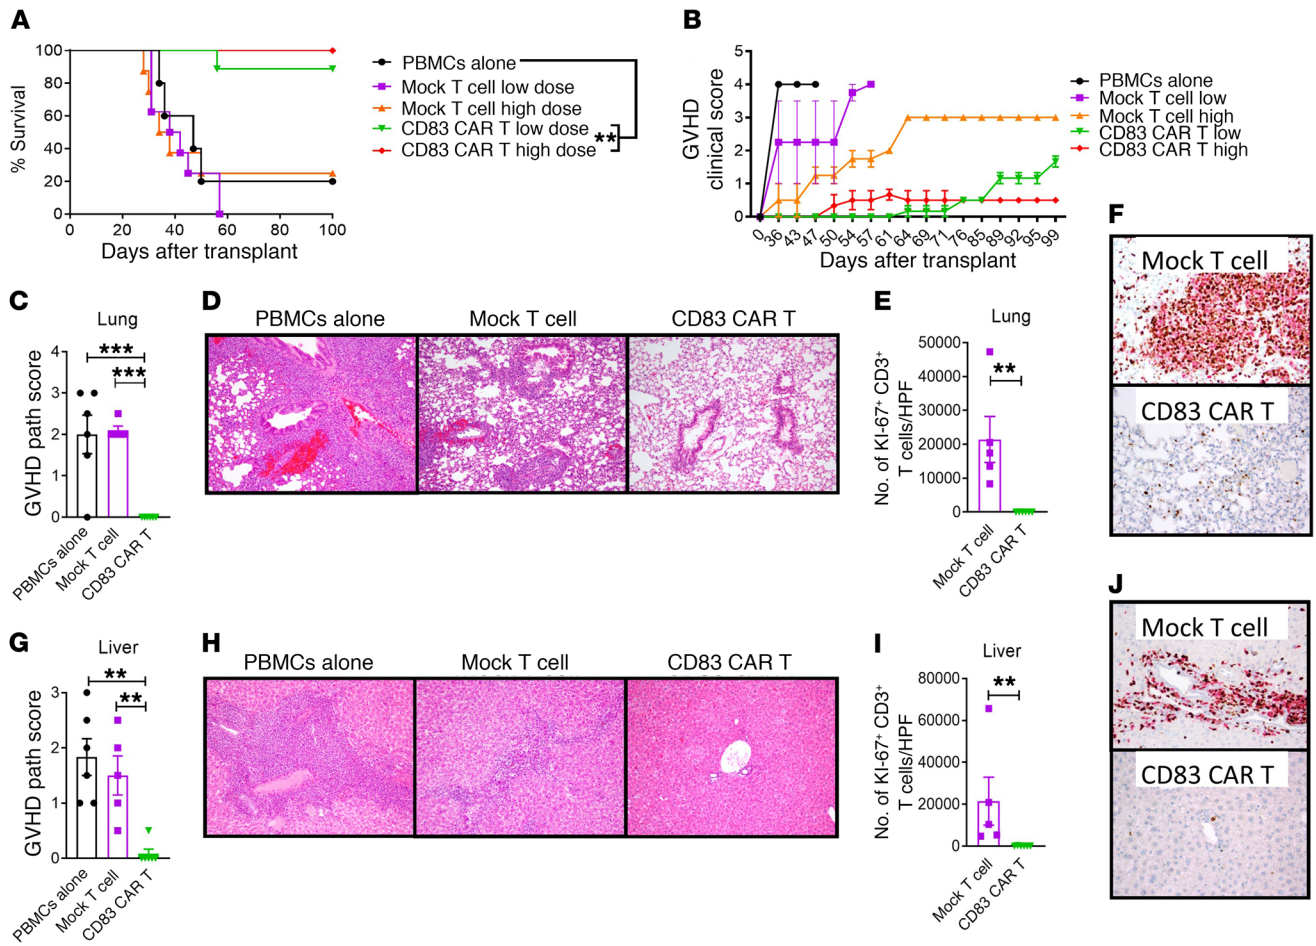 A
100
80
60
40
20
0
% Survival
0 20 40 60 80 100
Days after transplant
PBMCs alone
Mock T cell low dose
Mock T cell high dose
CD83 CAR T low dose
CD83 CAR T high dose
**
B
5
4
3
2
1
0
GVHD
clinical score
0 36 43 47 50 54 57 61 64 69 71 76 85 89 92 95 99
Days after transplant
PBMCs alone
Mock T cell low
Mock T cell high
CD83 CAR T low
CD83 CAR T high
C
Lung
4
3
2
1
0
GVHD path score
***
***
PBMCs alone
Mock T cell
CD83 CAR T
D
PBMCs alone Mock T cell CD83 CAR T
E
Lung
50000
40000
30000
20000
10000
0
No. of KI-67+ CD3+
T cells/HPF
**
Mock T cell
CD83 CAR T
F
Mock T cell
CD83 CAR T
G
Liver
3
2
1
0
GVHD path score
**
**
PBMCs alone
Mock T cell
CD83 CAR T
H
PBMCs alone Mock T cell CD83 CAR T
I
Liver
80000
60000
40000
20000
0
No. of KI-67+ CD3+
T cells/HPF
**
Mock T cell
CD83 CAR T
J
Mock T cell
CD83 CAR T